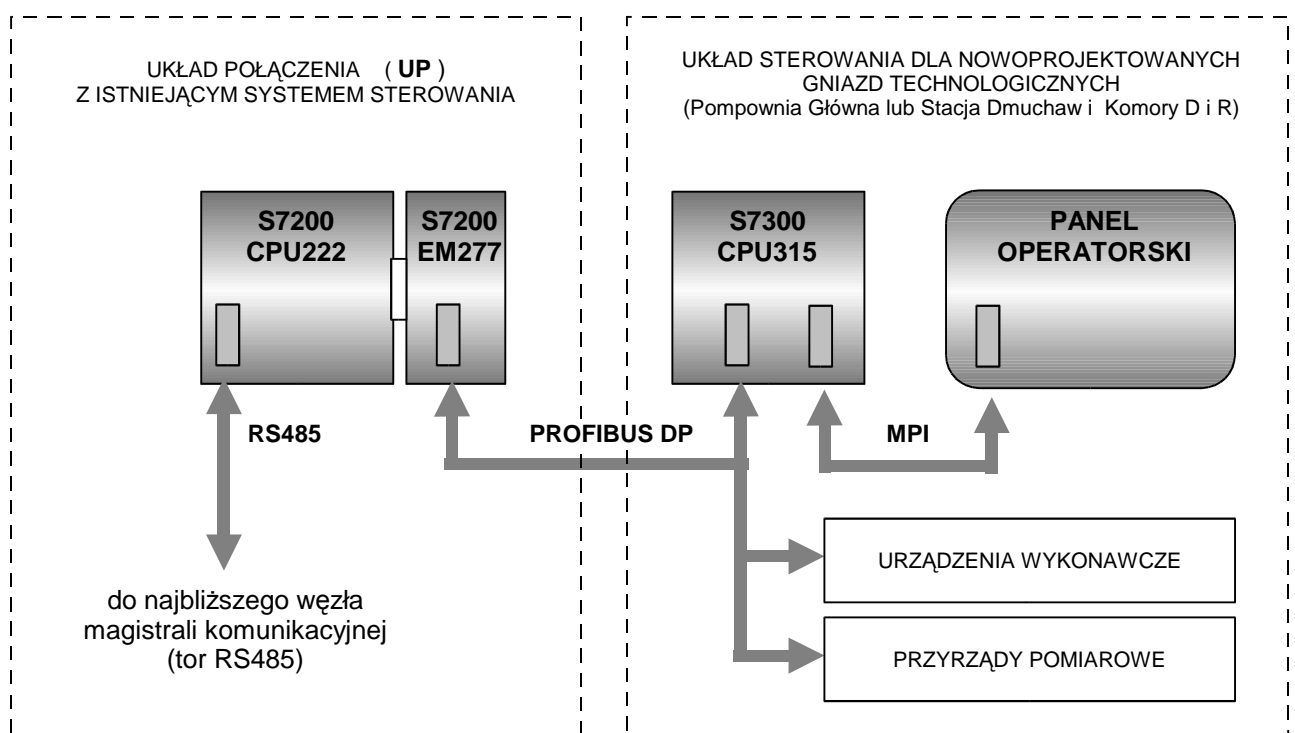 UKŁAD POŁĄCZENIA ( UP )
Z ISTNIEJĄCYM SYSTEMEM STEROWANIA
UKŁAD STEROWANIA DLA NOWOPROJEKTOWANYCH
GNIAZD TECHNOLOGICZNYCH
(Pompownia Główna lub Stacja Dmuchaw i Komory D i R)
S7200
CPU222
S7200
EM277
S7300
CPU315
PANEL
OPERATORSKI
RS485
PROFIBUS DP
MPI
do najbliższego węzła
magistrali komunikacyjnej
(tor RS485)
URZĄDZENIA WYKONAWCZE
PRZYRZĄDY POMIAROWE